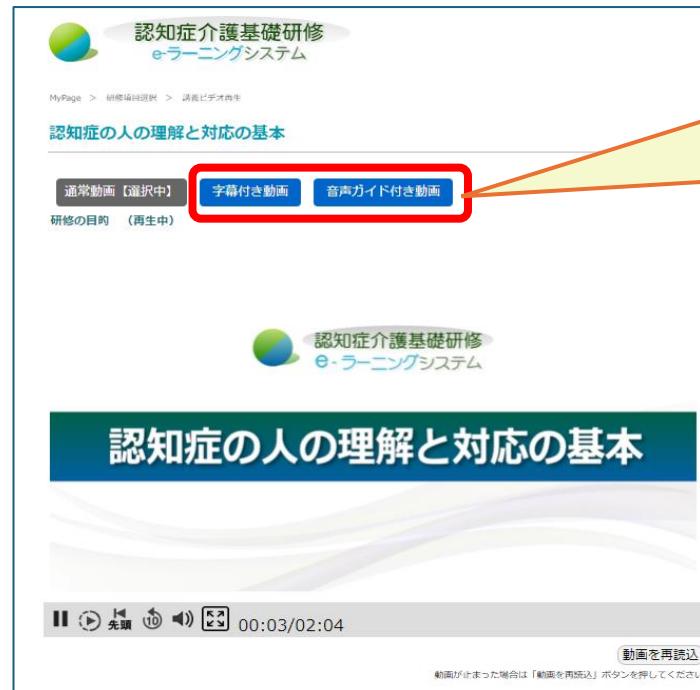 認知症介護基礎研修
e-ラーニングシステム
MyPage > 研修項目選択 > 講義ビデオ再生
認知症の人の理解と対応の基本
通常動画【選択中】 字幕付き動画 音声ガイド付き動画
研修の目的 (再生中)
認知症介護基礎研修
e-ラーニングシステム
認知症の人の理解と対応の基本
先頭 10 00:03/02:04
動画を再読込
動画が止まった場合は「動画を再読込」ボタンを押してください